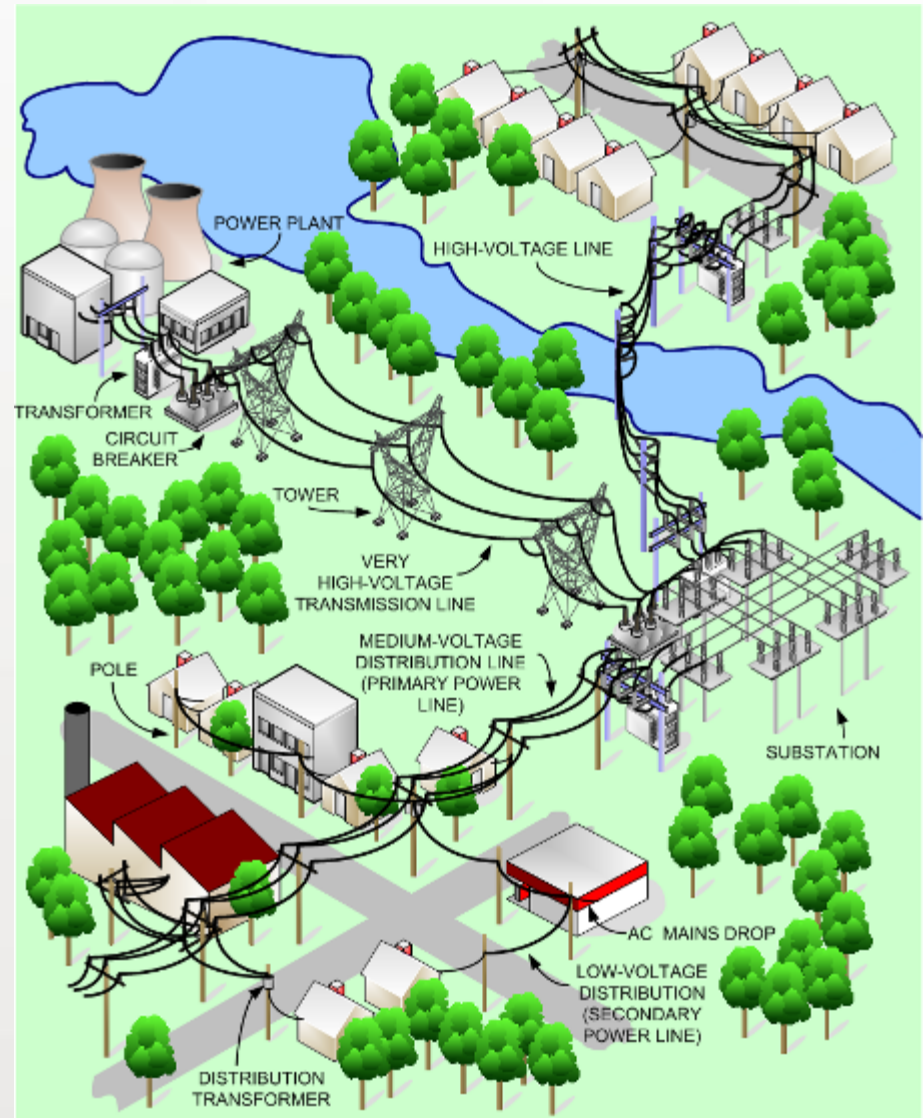 POWER PLANT
HIGH-VOLTAGE LINE
TRANSFORMER
CIRCUIT
BREAKER
TOWER
VERY
HIGH-VOLTAGE
TRANSMISSION LINE
MEDIUM-VOLTAGE
DISTRIBUTION LINE
(PRIMARY POWER
LINE)
POLE
SUBSTATION
AC MAINS DROP
LOW-VOLTAGE
DISTRIBUTION
(SECONDARY
POWER LINE)
DISTRIBUTION
TRANSFORMER